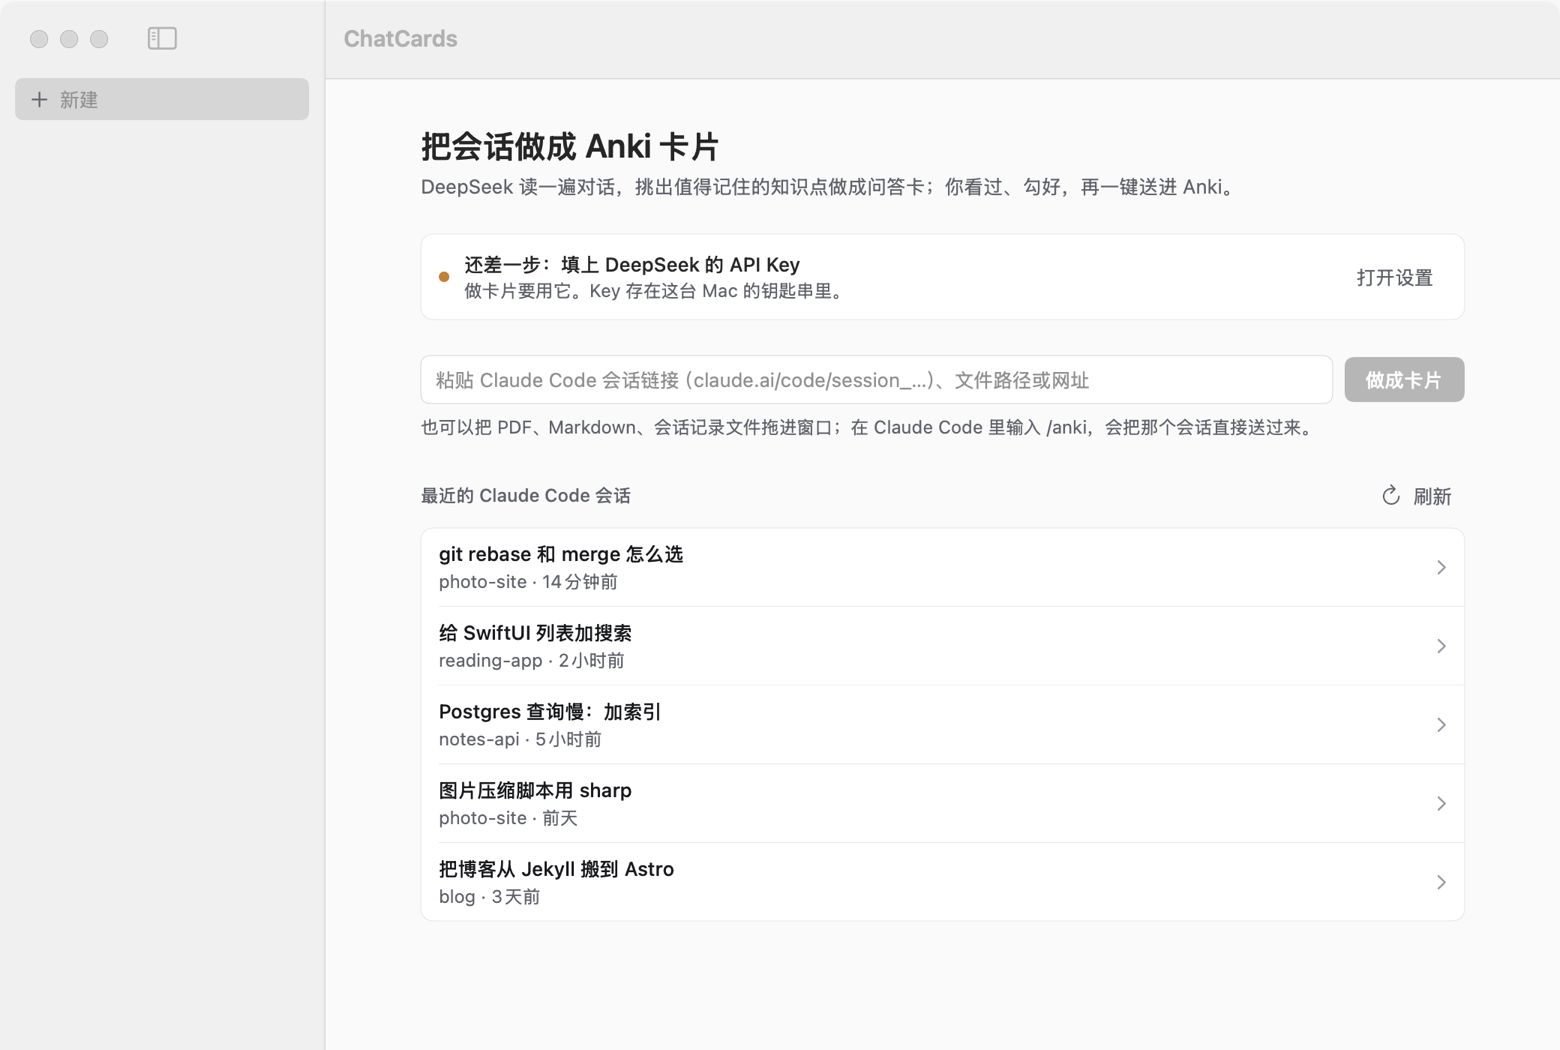 ChatCards
新建
把会话做成 Anki 卡片
DeepSeek 读一遍对话，挑出值得记住的知识点做成问答卡；你看过、勾好，再一键送进 Anki。
还差一步：填上 DeepSeek 的 API Key
做卡片要用它。Key 存在这台 Mac 的钥匙串里。
打开设置
粘贴 Claude Code 会话链接 (claude.ai/code/session_...)、文件路径或网址
做成卡片
也可以把 PDF、Markdown、会话记录文件拖进窗口；在 Claude Code 里输入 /anki，会把那个会话直接送过来。
最近的 Claude Code 会话
刷新
git rebase 和 merge 怎么选
photo-site · 14分钟前
给 SwiftUI 列表加搜索
reading-app · 2小时前
Postgres 查询慢：加索引
notes-api · 5小时前
图片压缩脚本用 sharp
photo-site · 前天
把博客从 Jekyll 搬到 Astro
blog · 3天前